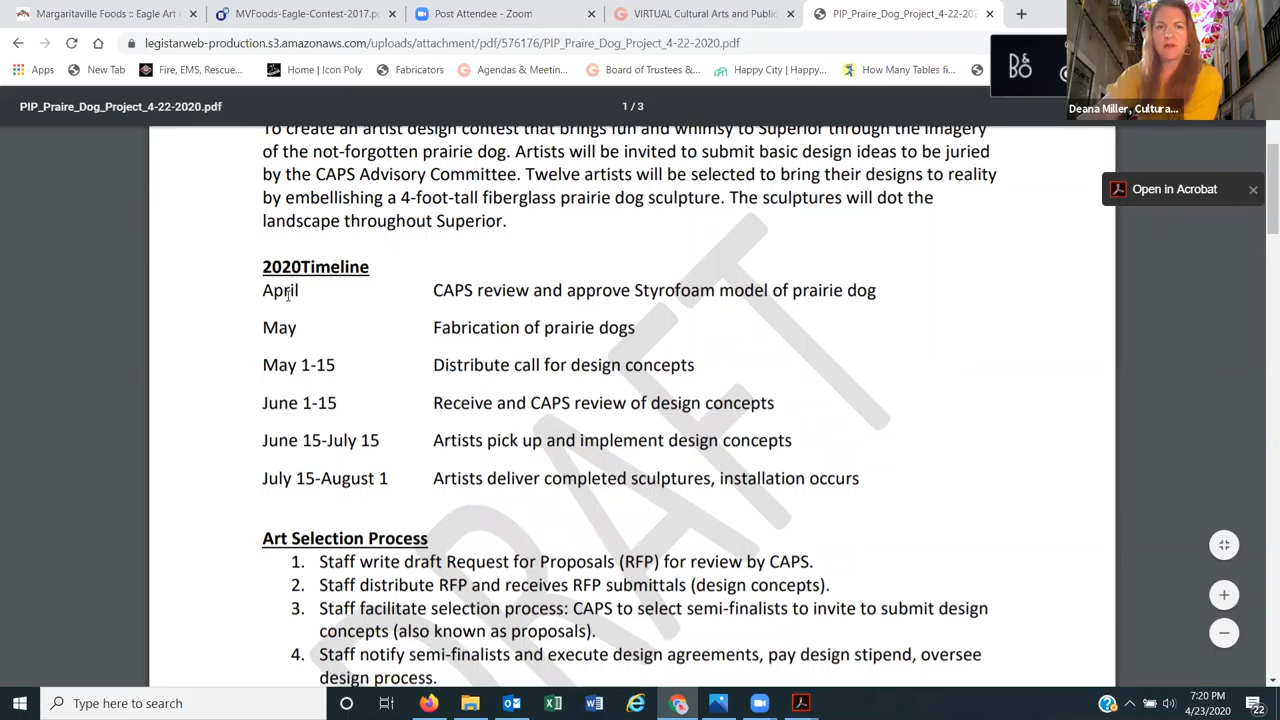 Margaritaville Foods :: Eagle Art C
MVFoods-Eagle-Contest-2017.pd
Post Attendee - Zoom
VIRTUAL Cultural Arts and Public
PIP_Praire_Dog_Project_4-22-202
legistarweb-production.s3.amazonaws.com/uploads/attachment/pdf/576176/PIP_Praire_Dog_Project_4-22-2020.pdf
Apps
New Tab
Fire, EMS, Rescue...
Home | Icon Poly
Fabricators
Agendas & Meetin...
Board of Trustees &...
Happy City | Happy...
How Many Tables fi...
B&O
Deana Miller, Cultura...
PIP_Praire_Dog_Project_4-22-2020.pdf
1 / 3
Open in Acrobat
To create an artist design contest that brings fun and whimsy to Superior through the imagery
of the not-forgotten prairie dog. Artists will be invited to submit basic design ideas to be juried
by the CAPS Advisory Committee. Twelve artists will be selected to bring their designs to reality
by embellishing a 4-foot-tall fiberglass prairie dog sculpture. The sculptures will dot the
landscape throughout Superior.
2020Timeline
April CAPS review and approve Styrofoam model of prairie dog
May Fabrication of prairie dogs
May 1-15 Distribute call for design concepts
June 1-15 Receive and CAPS review of design concepts
June 15-July 15 Artists pick up and implement design concepts
July 15-August 1 Artists deliver completed sculptures, installation occurs
Art Selection Process
1. Staff write draft Request for Proposals (RFP) for review by CAPS.
2. Staff distribute RFP and receives RFP submittals (design concepts).
3. Staff facilitate selection process: CAPS to select semi-finalists to invite to submit design
concepts (also known as proposals).
4. Staff notify semi-finalists and execute design agreements, pay design stipend, oversee
design process.
DRAFT
Type here to search
7:20 PM
4/23/2020
22